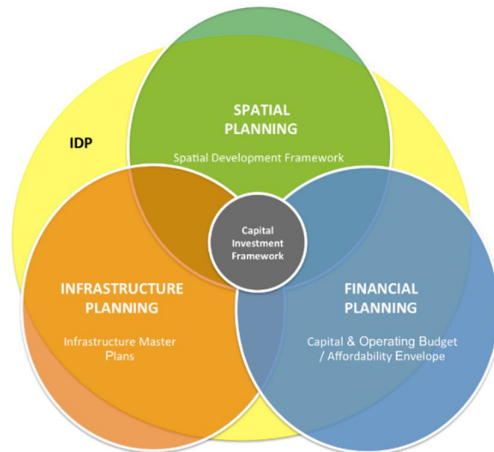 SPATIAL
PLANNING
IDP
Spatial Development Framework
Capital
Investment
Framework
INFRASTRUCTURE
PLANNING
Infrastructure Master
Plans
FINANCIAL
PLANNING
Capital & Operating Budget
/ Affordability Envelope